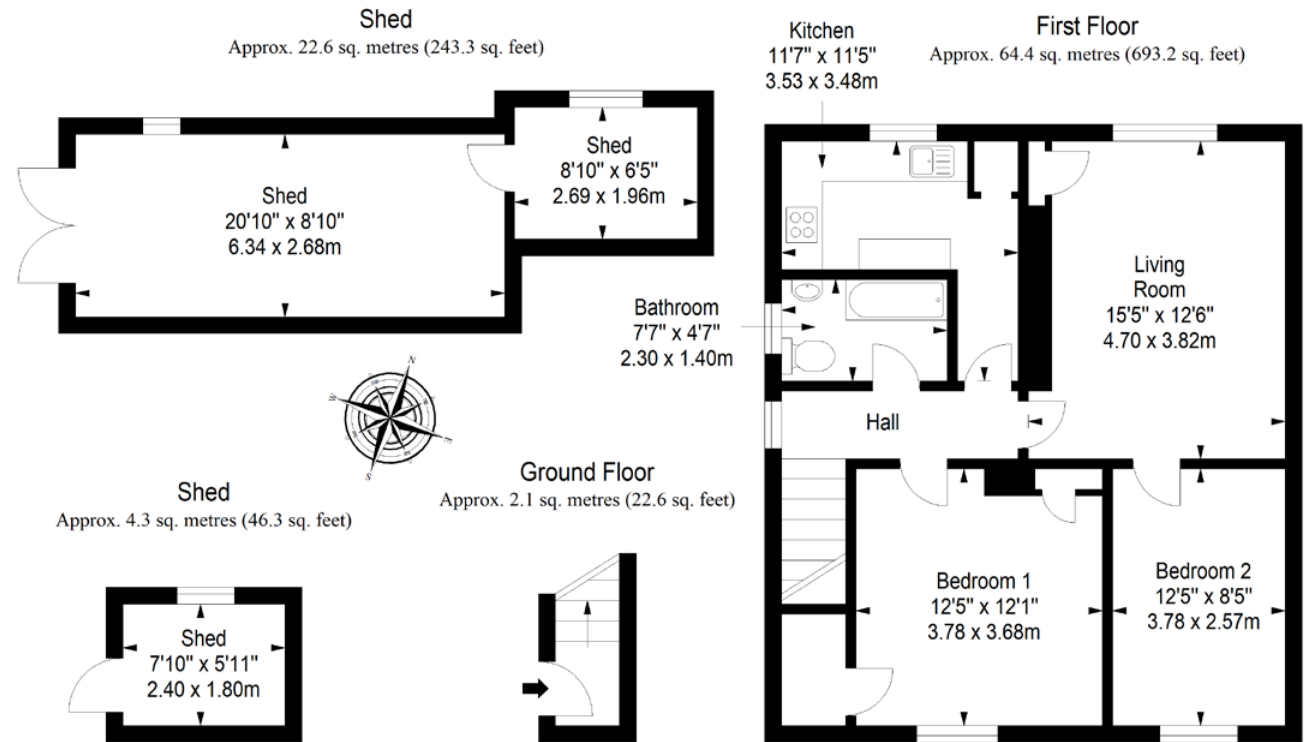 Shed
Approx. 22.6 sq. metres (243.3 sq. feet)
Shed
20'10" x 8'10"
6.34 x 2.68m
Shed
8'10" x 6'5"
2.69 x 1.96m
First Floor
Approx. 64.4 sq. metres (693.2 sq. feet)
Kitchen
11'7" x 11'5"
3.53 x 3.48m
Living
Room
15'5" x 12'6"
4.70 x 3.82m
Bathroom
7'7" x 4'7"
2.30 x 1.40m
Hall
Bedroom 1
12'5" x 12'1"
3.78 x 3.68m
Bedroom 2
12'5" x 8'5"
3.78 x 2.57m
N
W
E
S
Shed
Approx. 4.3 sq. metres (46.3 sq. feet)
Shed
7'10" x 5'11"
2.40 x 1.80m
Ground Floor
Approx. 2.1 sq. metres (22.6 sq. feet)